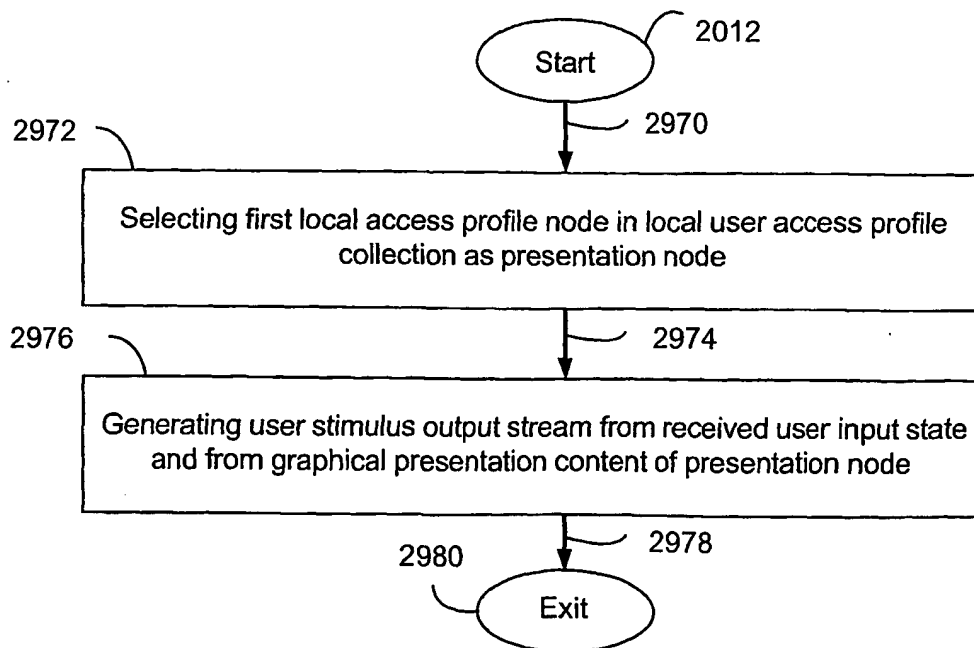 2012
Start
2970
2972
Selecting first local access profile node in local user access profile
collection as presentation node
2974
2976
Generating user stimulus output stream from received user input state
and from graphical presentation content of presentation node
2978
2980
Exit